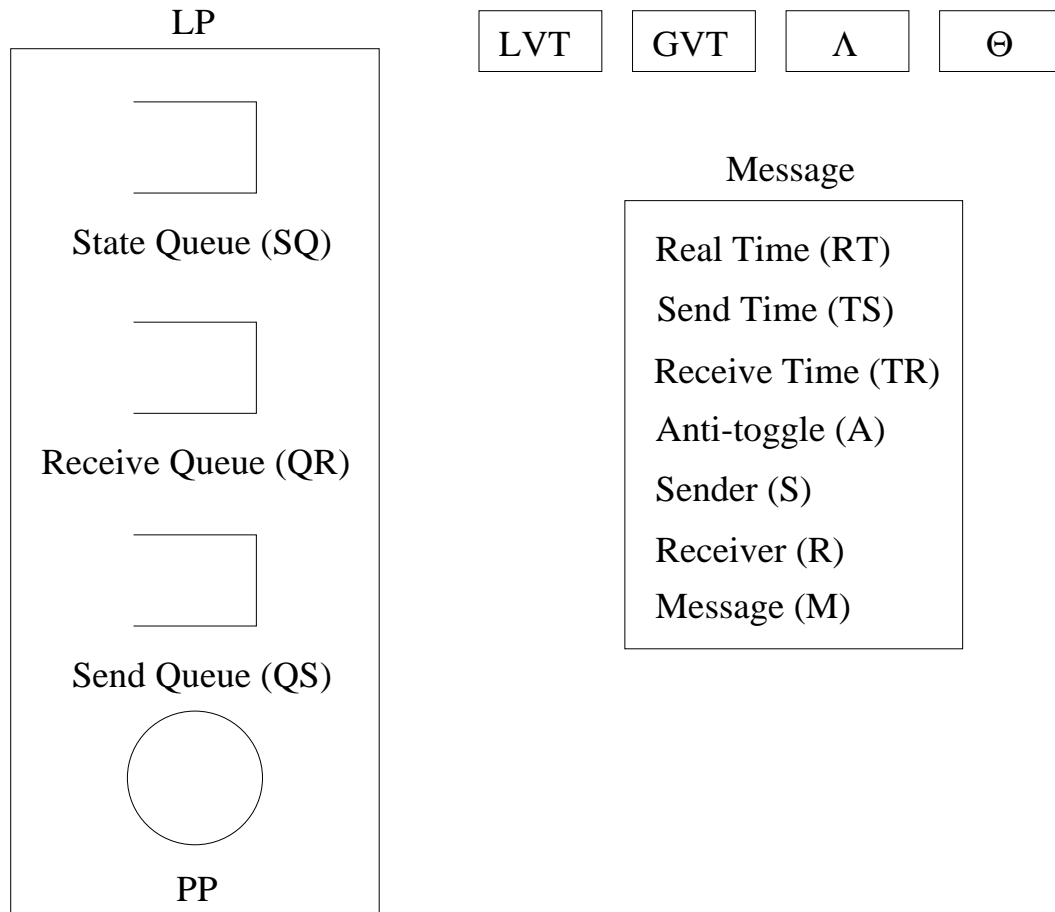 LP
State Queue (SQ)
Receive Queue (QR)
Send Queue (QS)
PP
LVT
GVT
Λ
Θ
Message
Real Time (RT)
Send Time (TS)
Receive Time (TR)
Anti-toggle (A)
Sender (S)
Receiver (R)
Message (M)